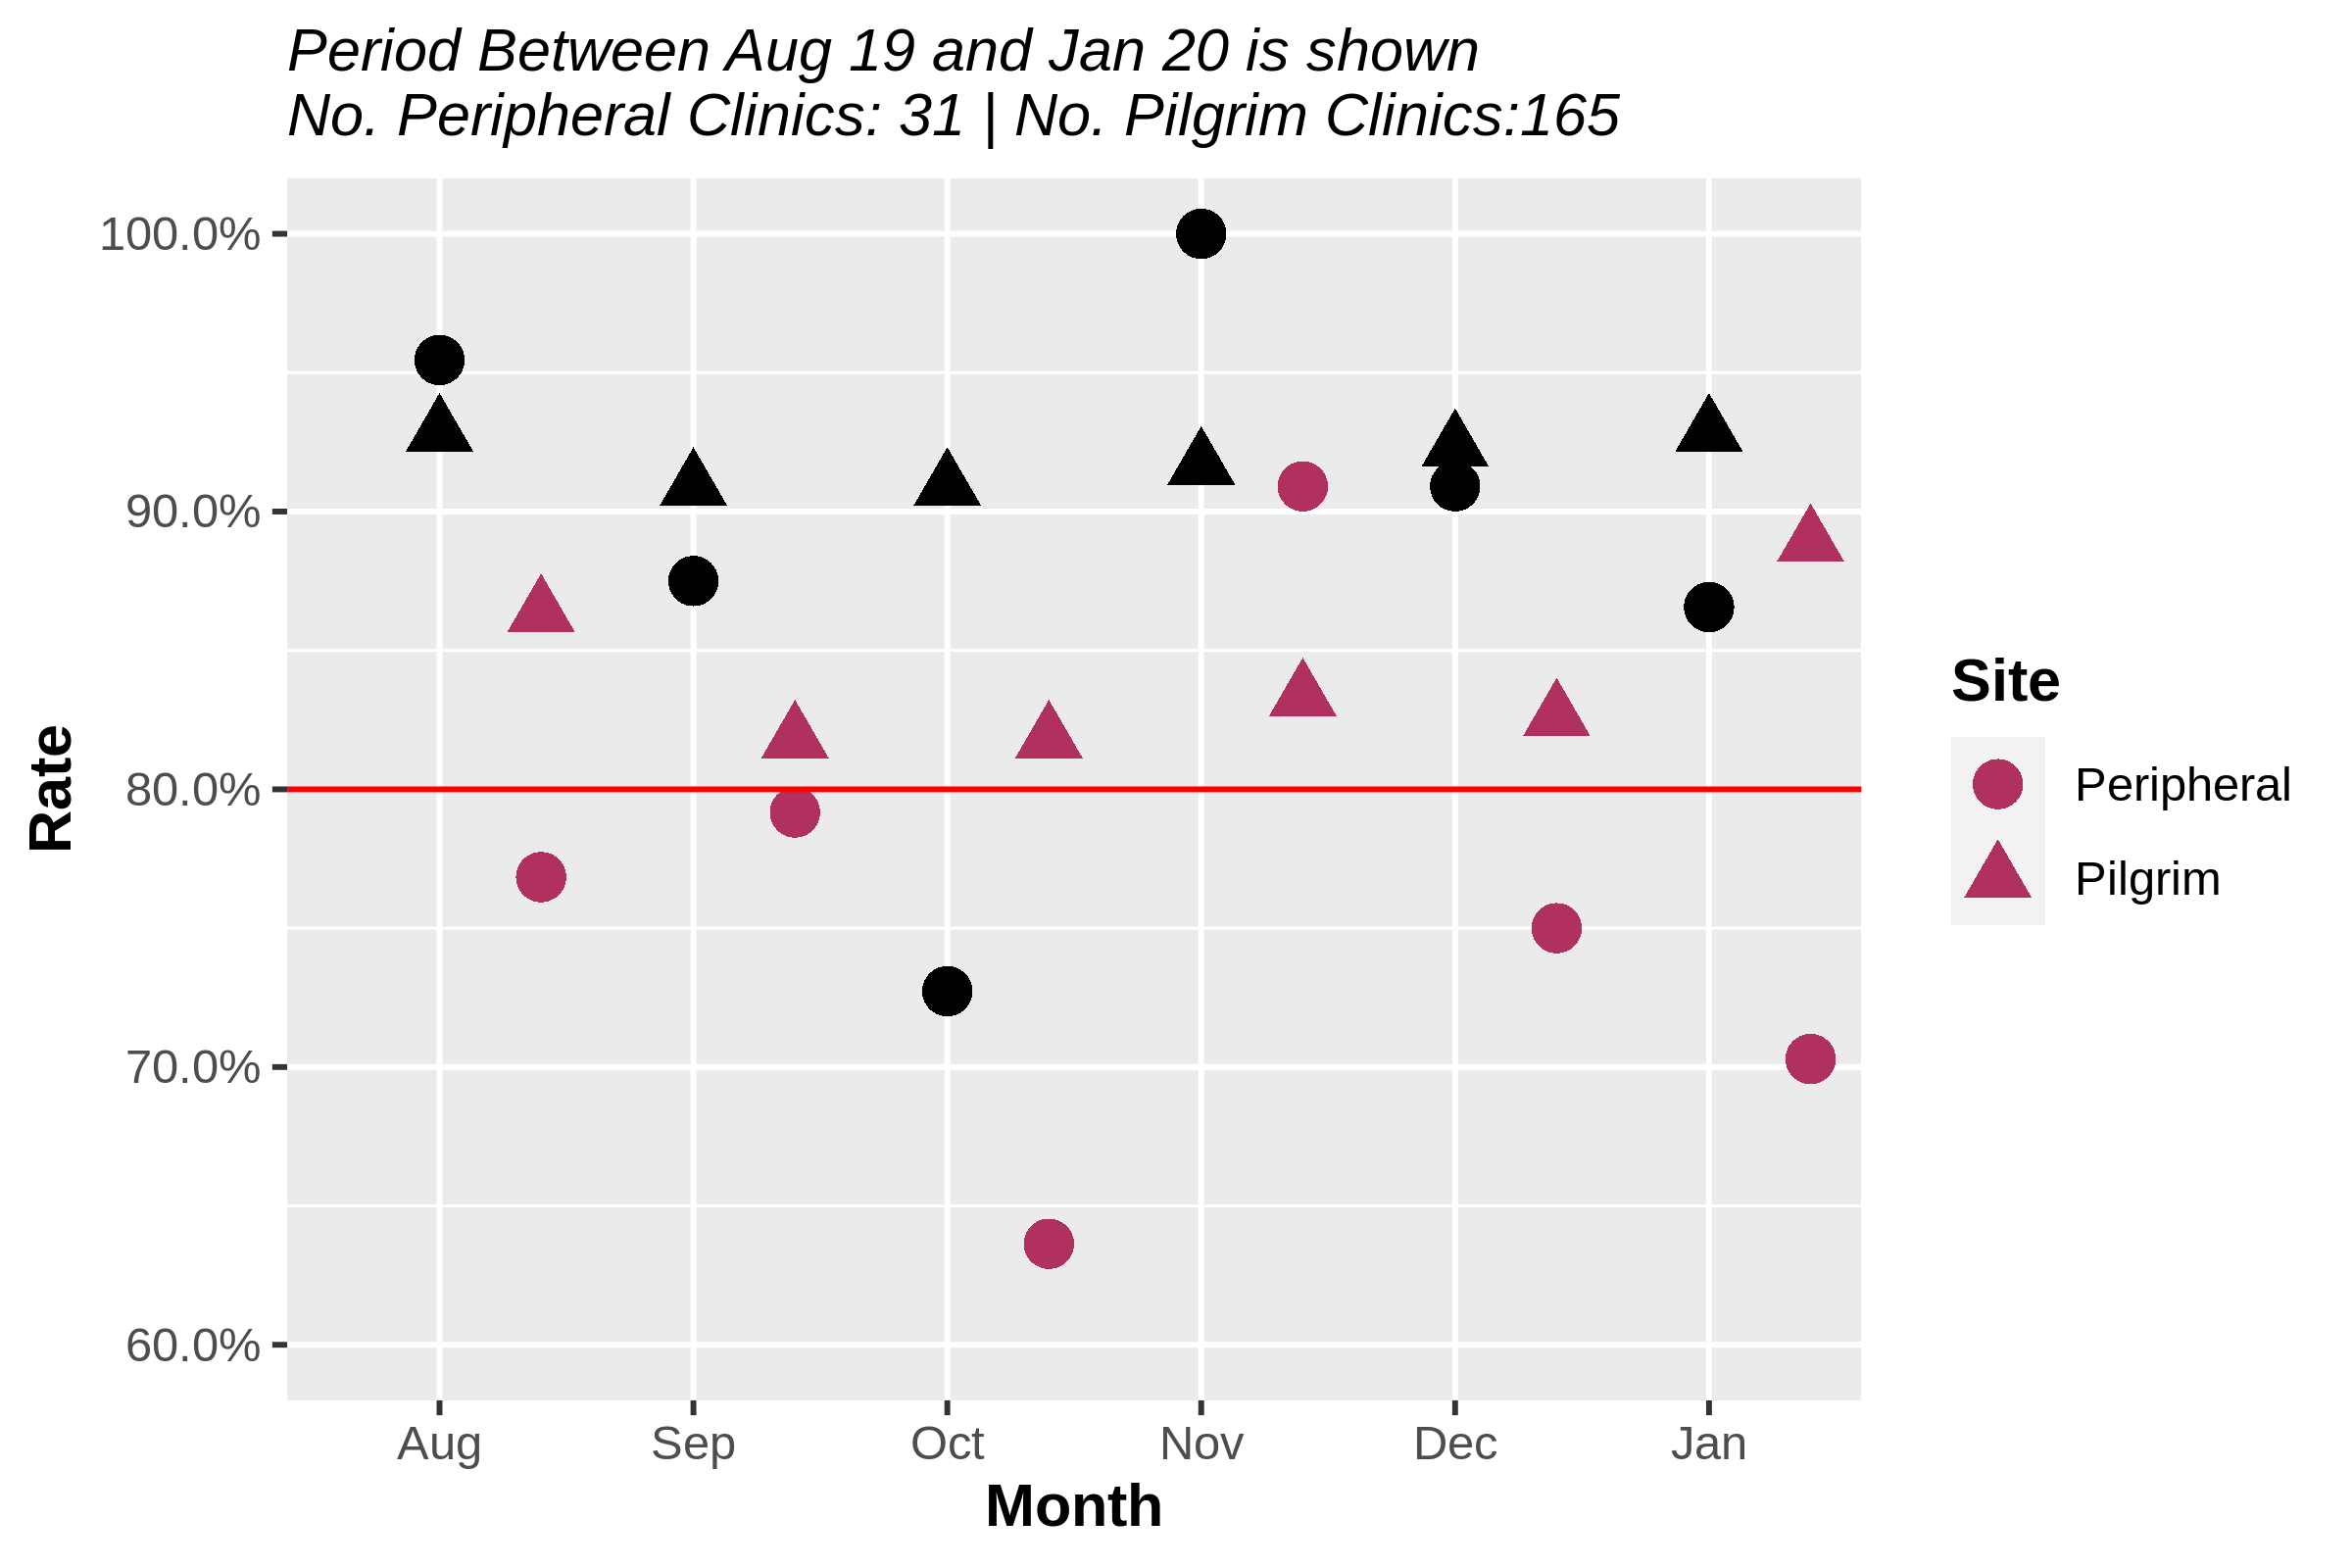 Period Between Aug 19 and Jan 20 is shown
No. Peripheral Clinics: 31 | No. Pilgrim Clinics:165
100.0%
90.0%
80.0%
70.0%
60.0%
Rate
Aug Sep Oct Nov Dec Jan
Month
Site
Peripheral
Pilgrim